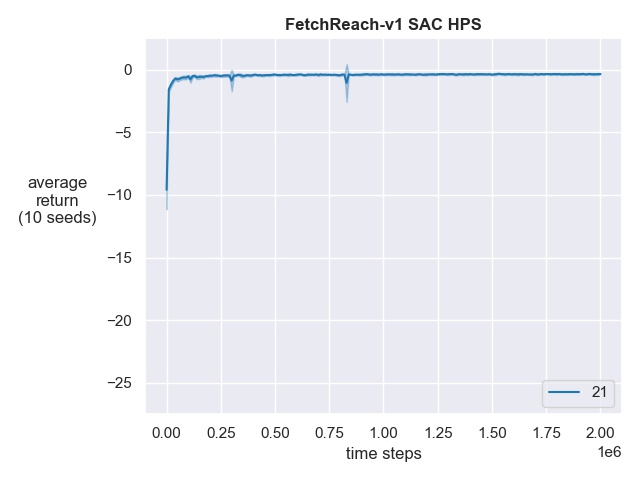 FetchReach-v1 SAC HPS
0
−5
−10
−15
−20
−25
average
return
(10 seeds)
21
0.00 0.25 0.50 0.75 1.00 1.25 1.50 1.75 2.00
time steps
1e6